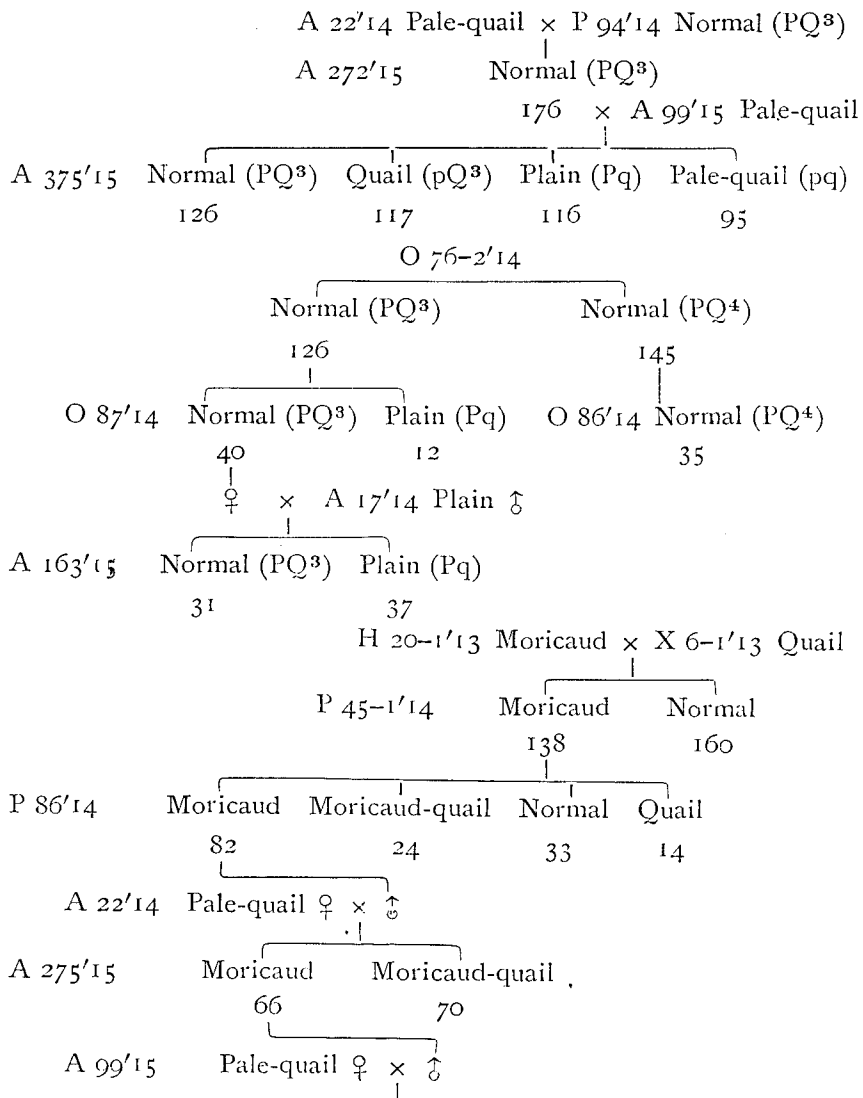 A 22'14 Pale-quail × P 94'14 Normal (PQ³)
A 272'15 Normal (PQ³)
176 × A 99'15 Pale-quail
A 375'15 Normal (PQ³) Quail (pQ³) Plain (Pq) Pale-quail (pq)
126 117 116 95
O 76–2'14
Normal (PQ³) Normal (PQ⁴)
126 145
O 87'14 Normal (PQ³) Plain (Pq) O 86'14 Normal (PQ⁴)
40 12 35
♀ × A 17'14 Plain ♂
A 163'15 Normal (PQ³) Plain (Pq)
31 37
H 20–1'13 Moricaud × X 6–1'13 Quail
P 45–1'14 Moricaud Normal
138 160
P 86'14 Moricaud Moricaud-quail Normal Quail
82 24 33 14
A 22'14 Pale-quail ♀ × ♂
A 275'15 Moricaud Moricaud-quail
66 70
A 99'15 Pale-quail ♀ × ♂